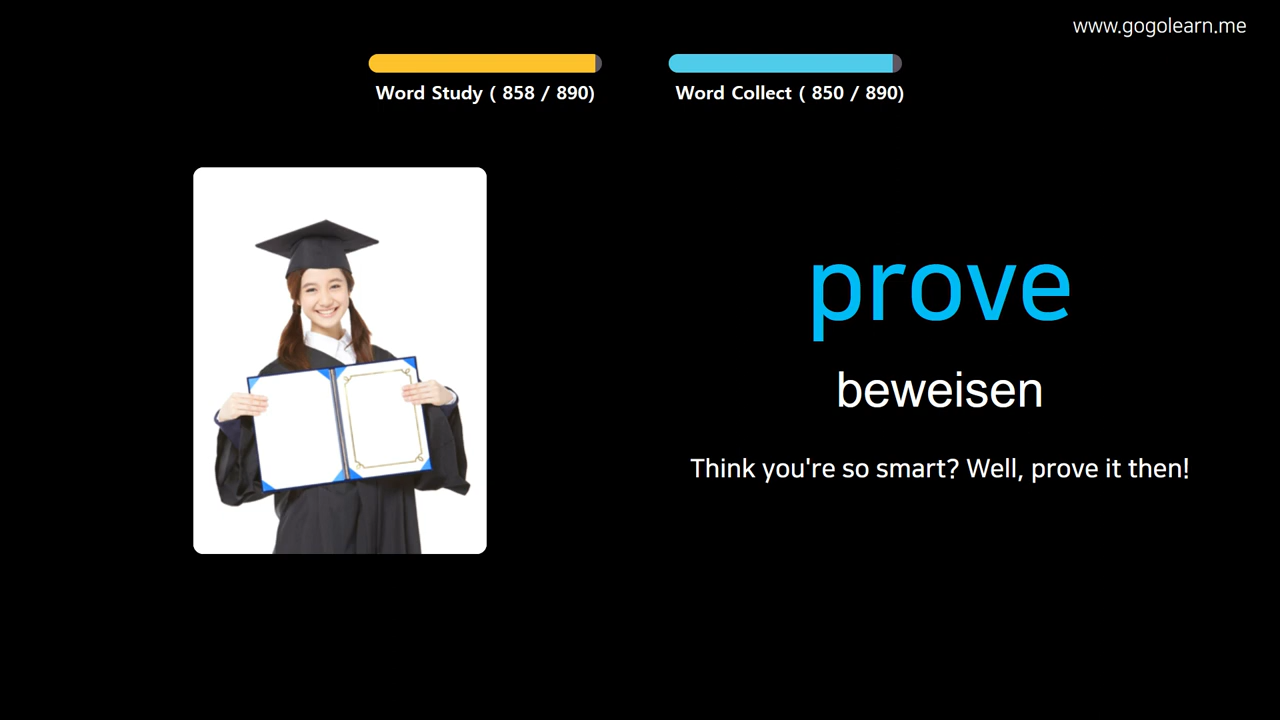 www.gogolearn.me
Word Study ( 858 / 890)
Word Collect ( 850 / 890)
prove
beweisen
Think you're so smart? Well, prove it then!